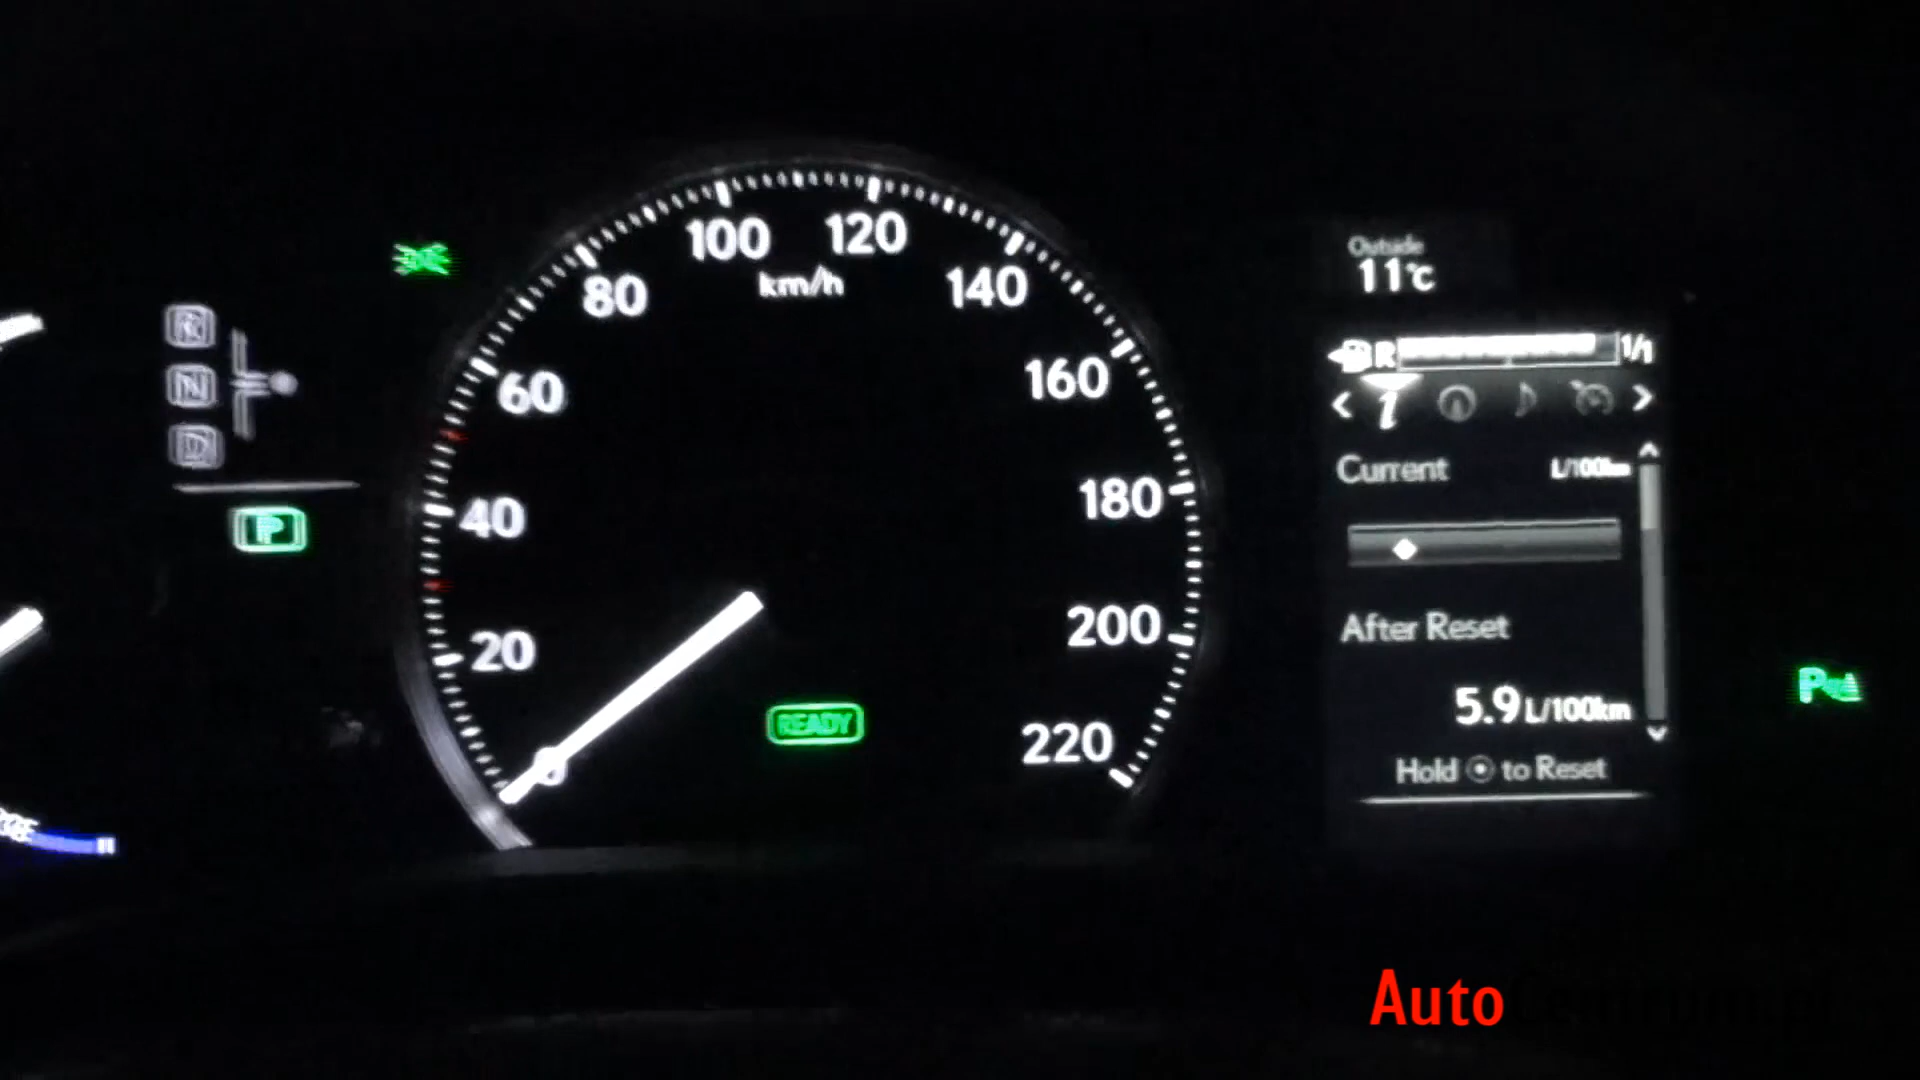 Outside
11°C
R 1/1
Current L/100km
After Reset
5.9 L/100km
Hold to Reset
0
20
40
60
80
100
120
140
160
180
200
220
km/h
READY
R
N
D
P
P
Auto